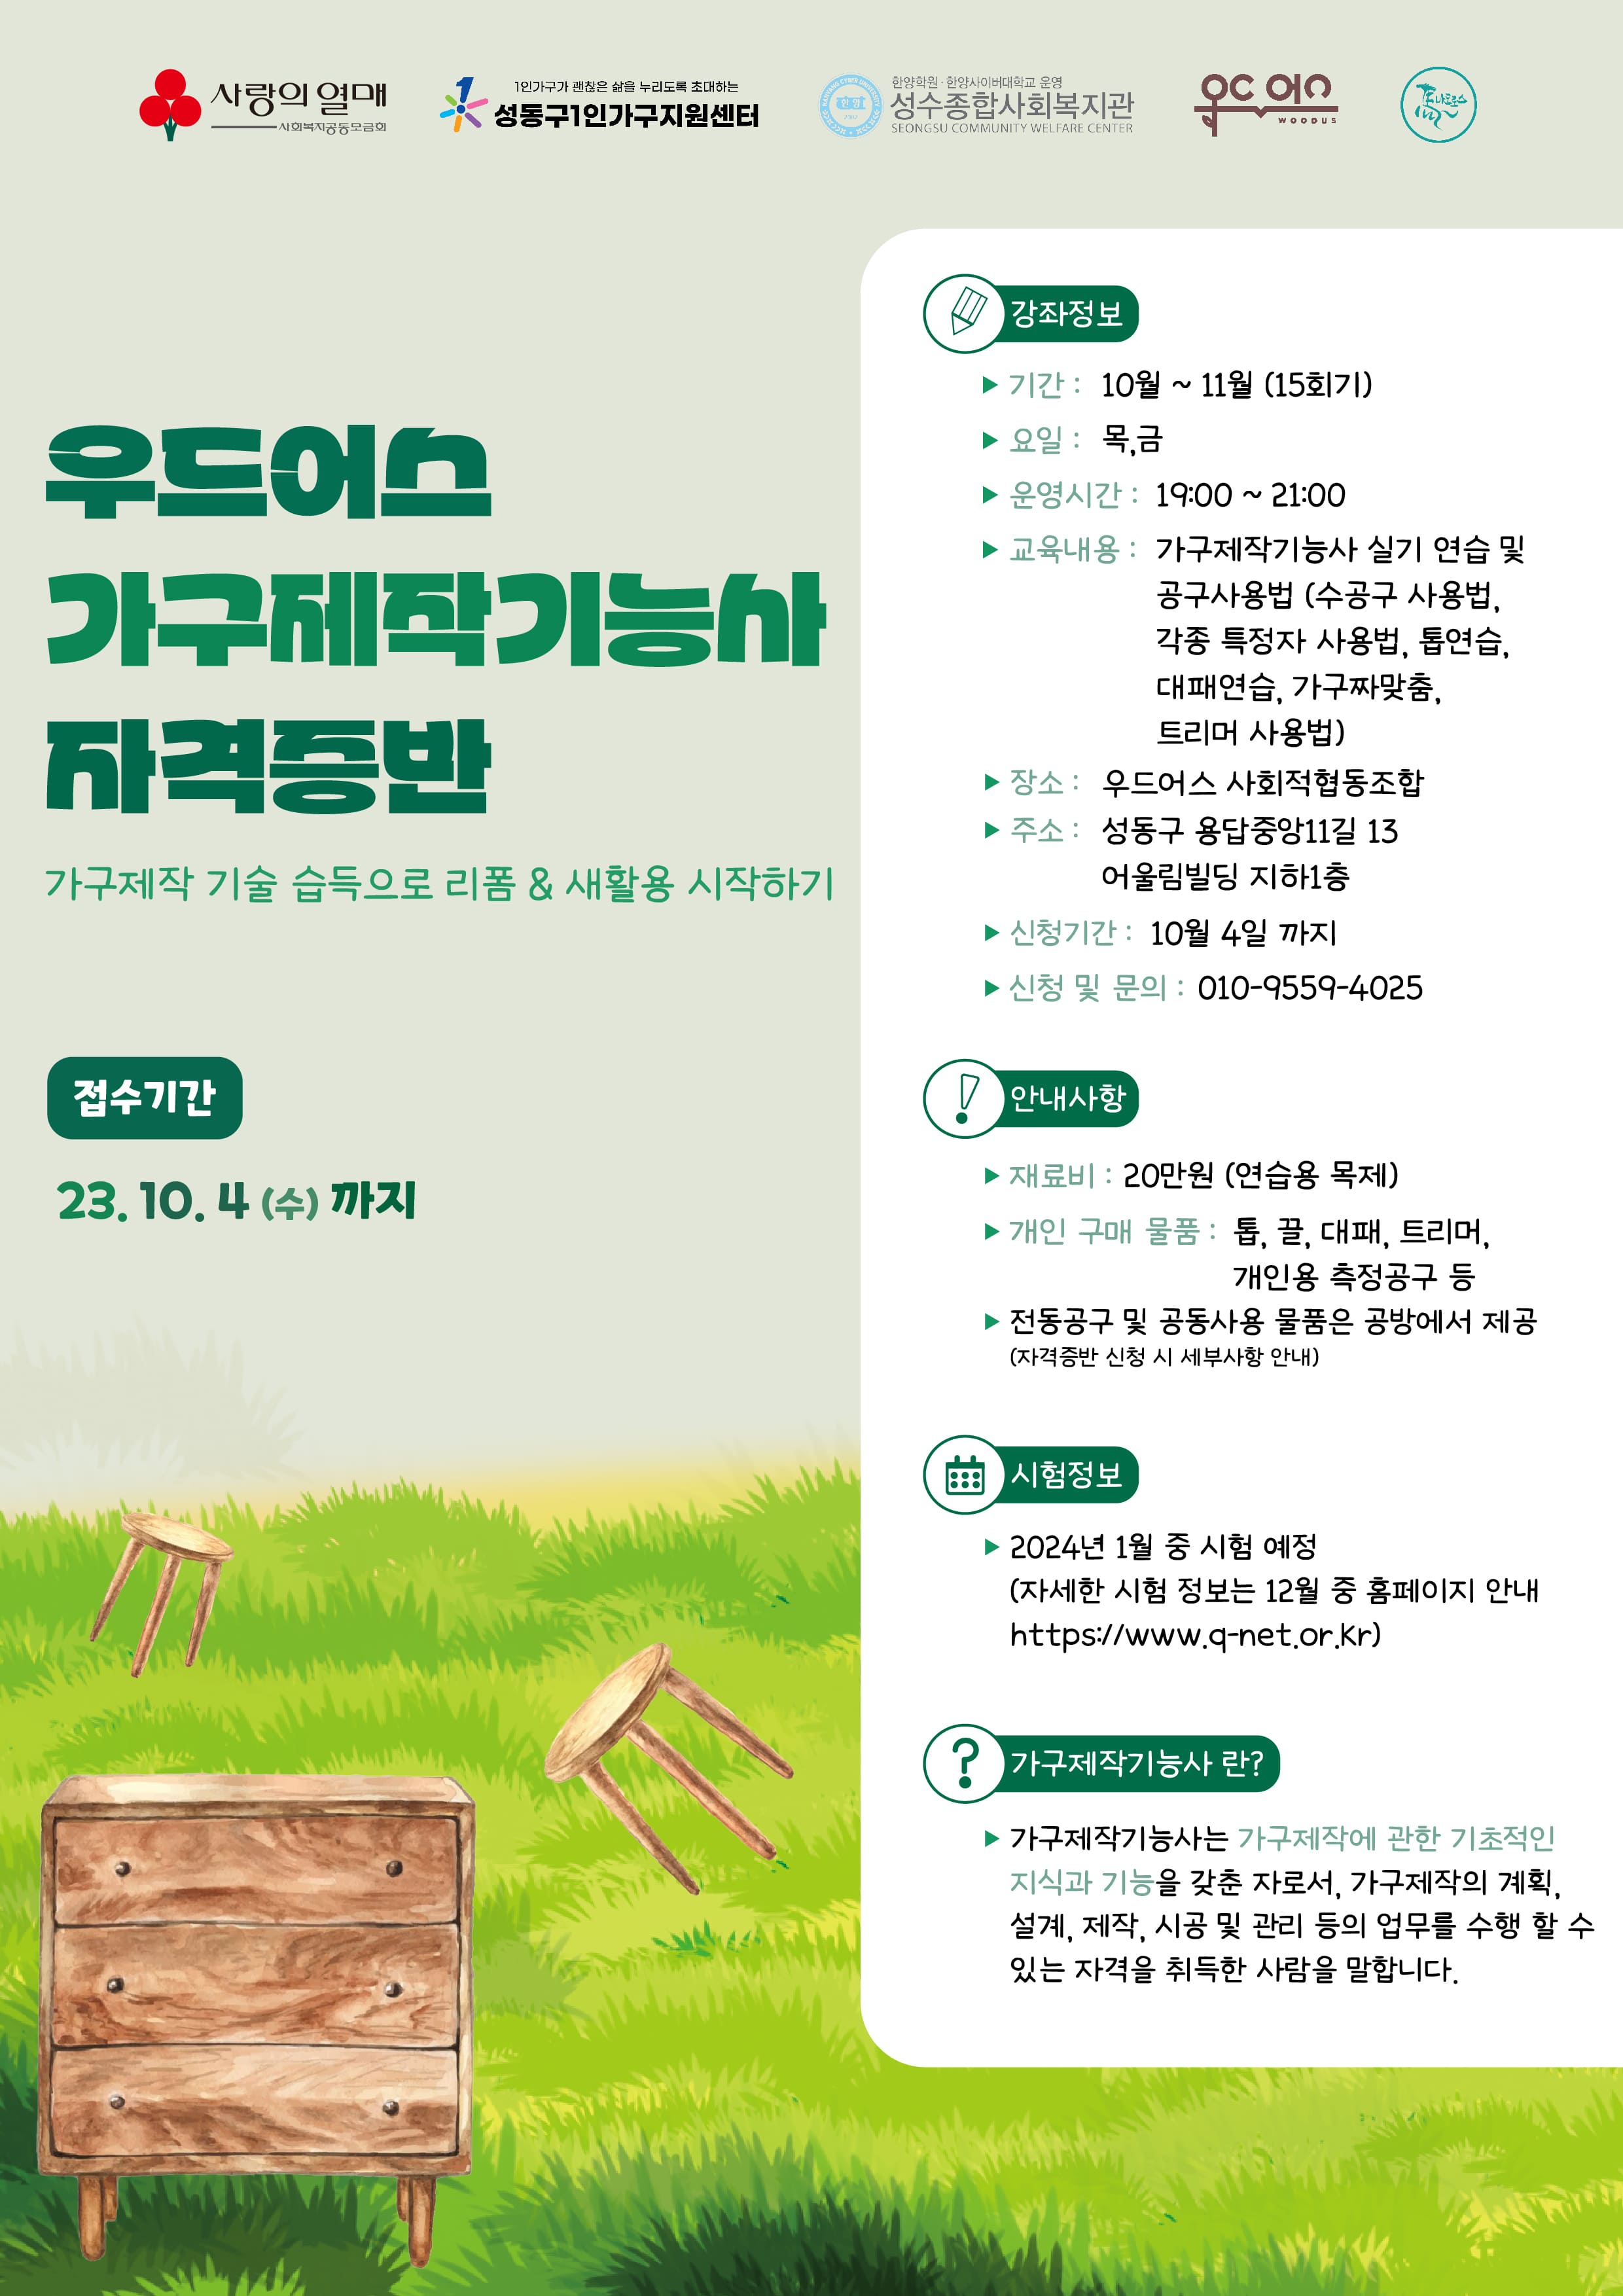 사랑의열매
사회복지공동모금회
1인가구가 괜찮은 삶을 누리도록 초대하는
성동구1인가구지원센터
한양학원·한양사이버대학교 운영
성수종합사회복지관
SEONGSU COMMUNITY WELFARE CENTER
우드어스
WOODUS
우드어스
가구제작기능사
자격증반
가구제작 기술 습득으로 리폼 & 새활용 시작하기
접수기간
23. 10. 4 (수) 까지
강좌정보
▶ 기간 : 10월 ~ 11월 (15회기)
▶ 요일 : 목,금
▶ 운영시간 : 19:00 ~ 21:00
▶ 교육내용 : 가구제작기능사 실기 연습 및
공구사용법 (수공구 사용법,
각종 특정자 사용법, 톱연습,
대패연습, 가구짜맞춤,
트리머 사용법)
▶ 장소 : 우드어스 사회적협동조합
▶ 주소 : 성동구 용답중앙11길 13
어울림빌딩 지하1층
▶ 신청기간 : 10월 4일 까지
▶ 신청 및 문의 : 010-9559-4025
안내사항
▶ 재료비 : 20만원 (연습용 목제)
▶ 개인 구매 물품 : 톱, 끌, 대패, 트리머,
개인용 측정공구 등
▶ 전동공구 및 공동사용 물품은 공방에서 제공
(자격증반 신청 시 세부사항 안내)
시험정보
▶ 2024년 1월 중 시험 예정
(자세한 시험 정보는 12월 중 홈페이지 안내
https://www.q-net.or.kr)
가구제작기능사 란?
▶ 가구제작기능사는 가구제작에 관한 기초적인
지식과 기능을 갖춘 자로서, 가구제작의 계획,
설계, 제작, 시공 및 관리 등의 업무를 수행 할 수
있는 자격을 취득한 사람을 말합니다.